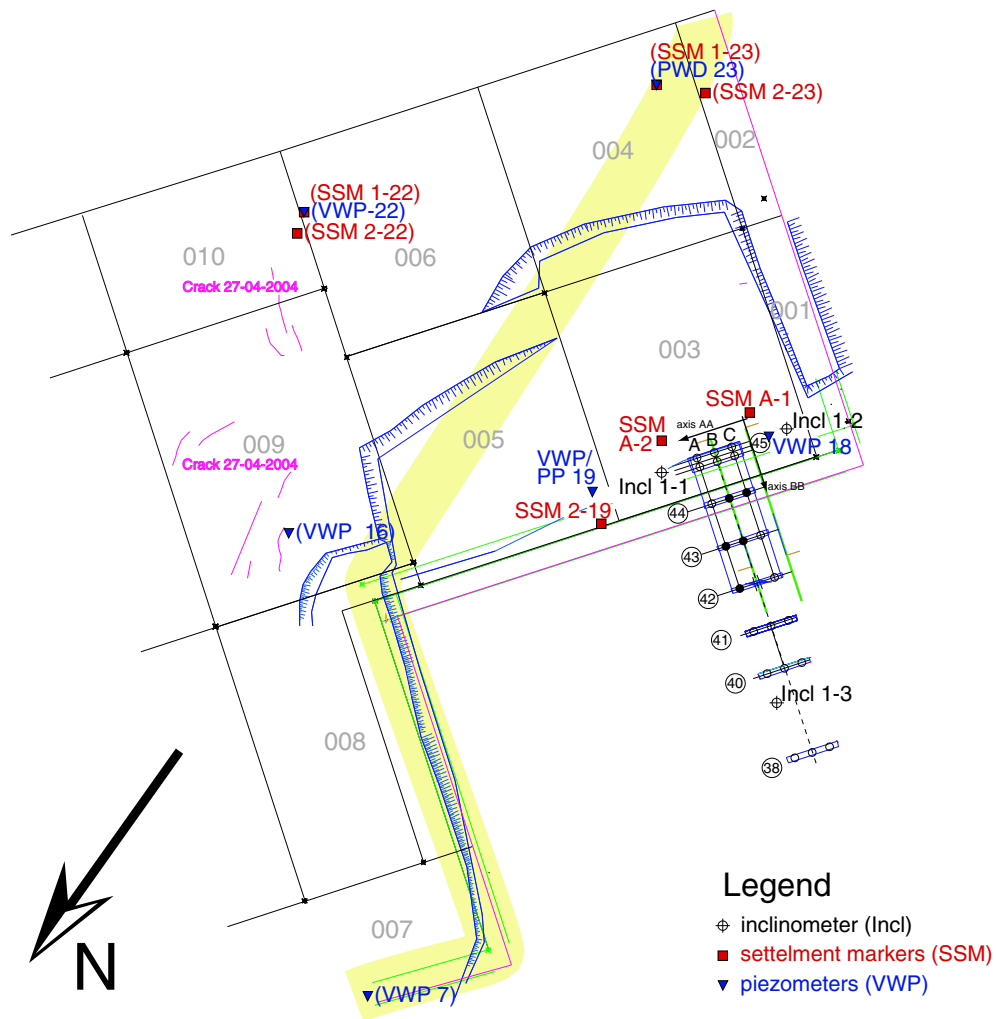 (SSM 1-23)
(PWD 23)
(SSM 2-23)
002
004
(SSM 1-22)
(VWP-22)
(SSM 2-22)
010
006
Crack 27-04-2004
001
003
SSM A-1
SSM
A-2
axis AA
A B C
45
Incl 1-2
VWP 18
009
Crack 27-04-2004
005
VWP/
PP 19
Incl 1-1
axis BB
SSM 2-19
44
(VWP 16)
43
42
41
40
Incl 1-3
008
38
N
007
(VWP 7)
Legend
inclinometer (Incl)
settelment markers (SSM)
piezometers (VWP)